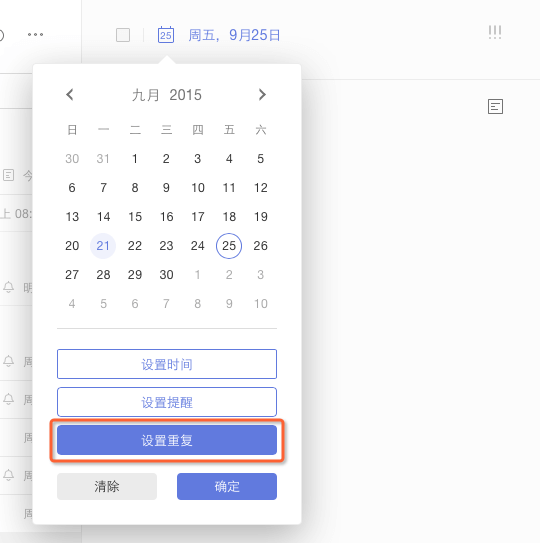 25 周五，9月25日
九月 2015
日 一 二 三 四 五 六
30 31 1 2 3 4 5
6 7 8 9 10 11 12
13 14 15 16 17 18 19
20 21 22 23 24 25 26
27 28 29 30 1 2 3
4 5 6 7 8 9 10
今
上 08:
明
周
周
周
周
周
设置时间
设置提醒
设置重复
清除 确定